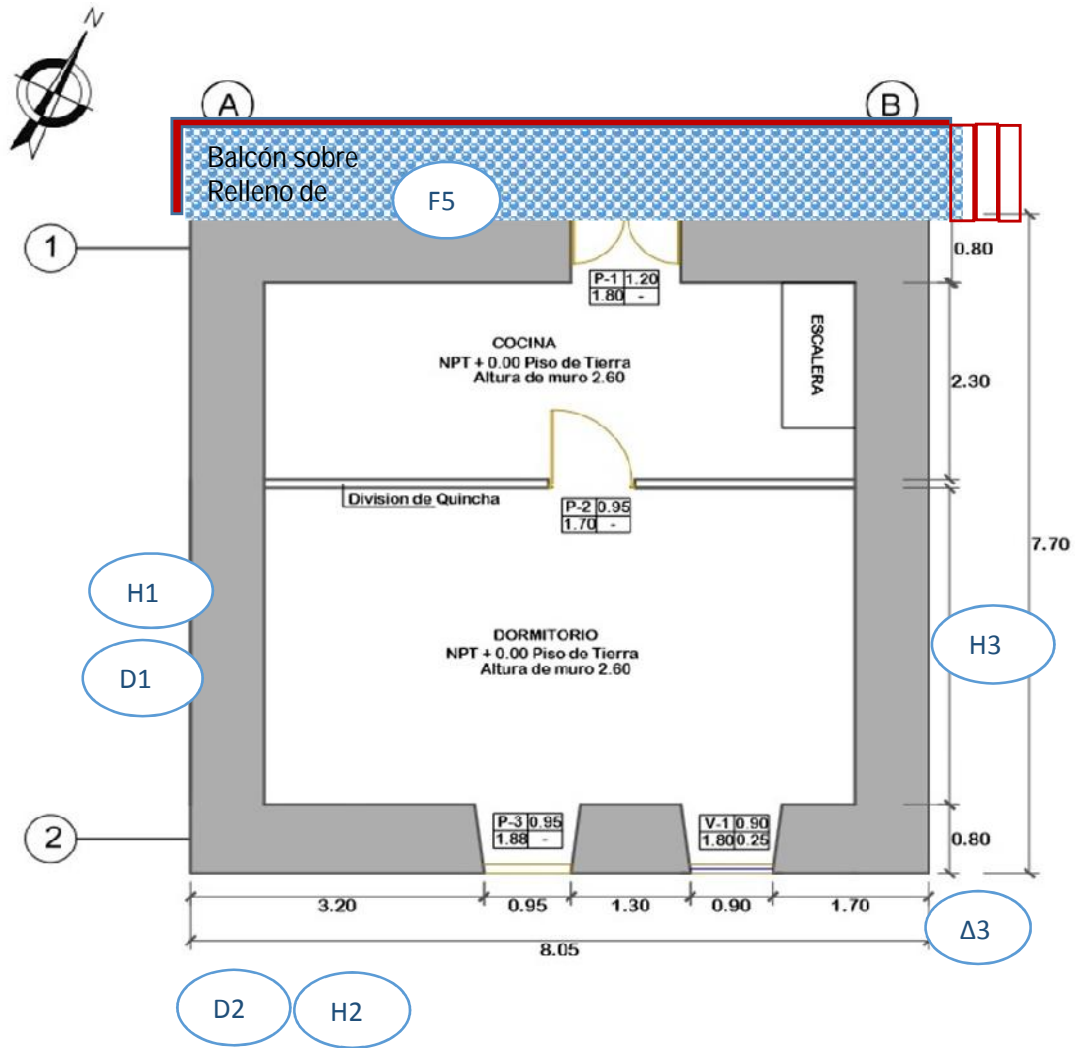 N
A
B
Balcón sobre
Relleno de
F5
1
0.80
P-1 1.20
1.80 -
COCINA
NPT + 0.00 Piso de Tierra
Altura de muro 2.60
ESCALERA
2.30
Division de Quincha
P-2 0.95
1.70 -
7.70
H1
DORMITORIO
NPT + 0.00 Piso de Tierra
Altura de muro 2.60
H3
D1
P-3 0.95
1.88 -
V-1 0.90
1.80 0.25
2
0.80
3.20
0.95
1.30
0.90
1.70
Δ3
8.05
D2
H2